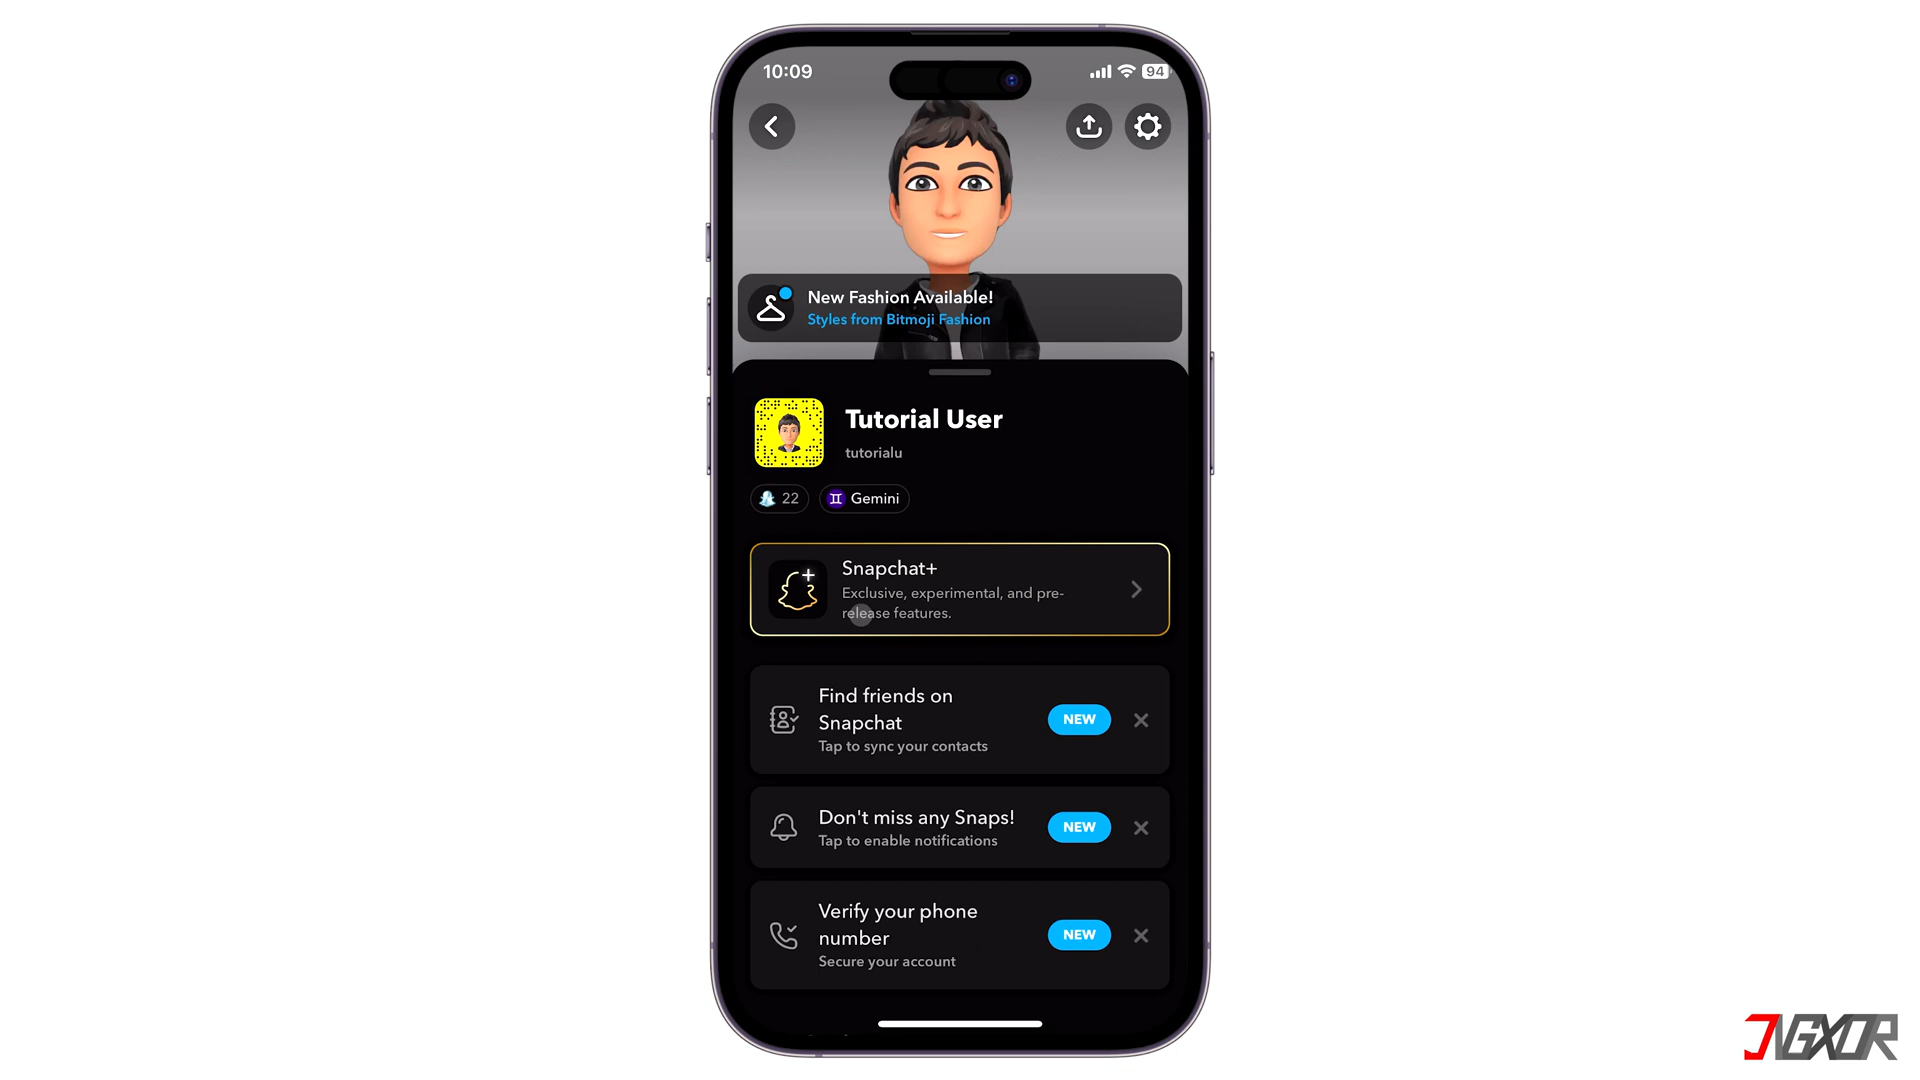 10:09
94
New Fashion Available!
Styles from Bitmoji Fashion
Tutorial User
tutorialu
22
Gemini
Snapchat+
Exclusive, experimental, and pre-
release features.
Find friends on
Snapchat
Tap to sync your contacts
NEW
Don't miss any Snaps!
Tap to enable notifications
NEW
Verify your phone
number
Secure your account
NEW